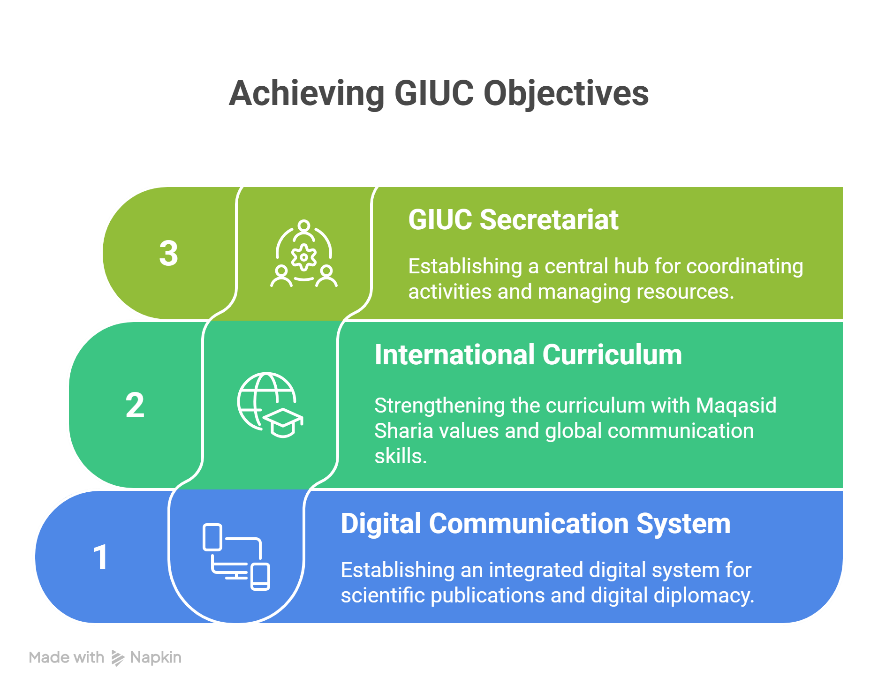 Achieving GIUC Objectives
3
GIUC Secretariat
Establishing a central hub for coordinating
activities and managing resources.
2
International Curriculum
Strengthening the curriculum with Maqasid
Sharia values and global communication
skills.
1
Digital Communication System
Establishing an integrated digital system for
scientific publications and digital diplomacy.
Made with Napkin